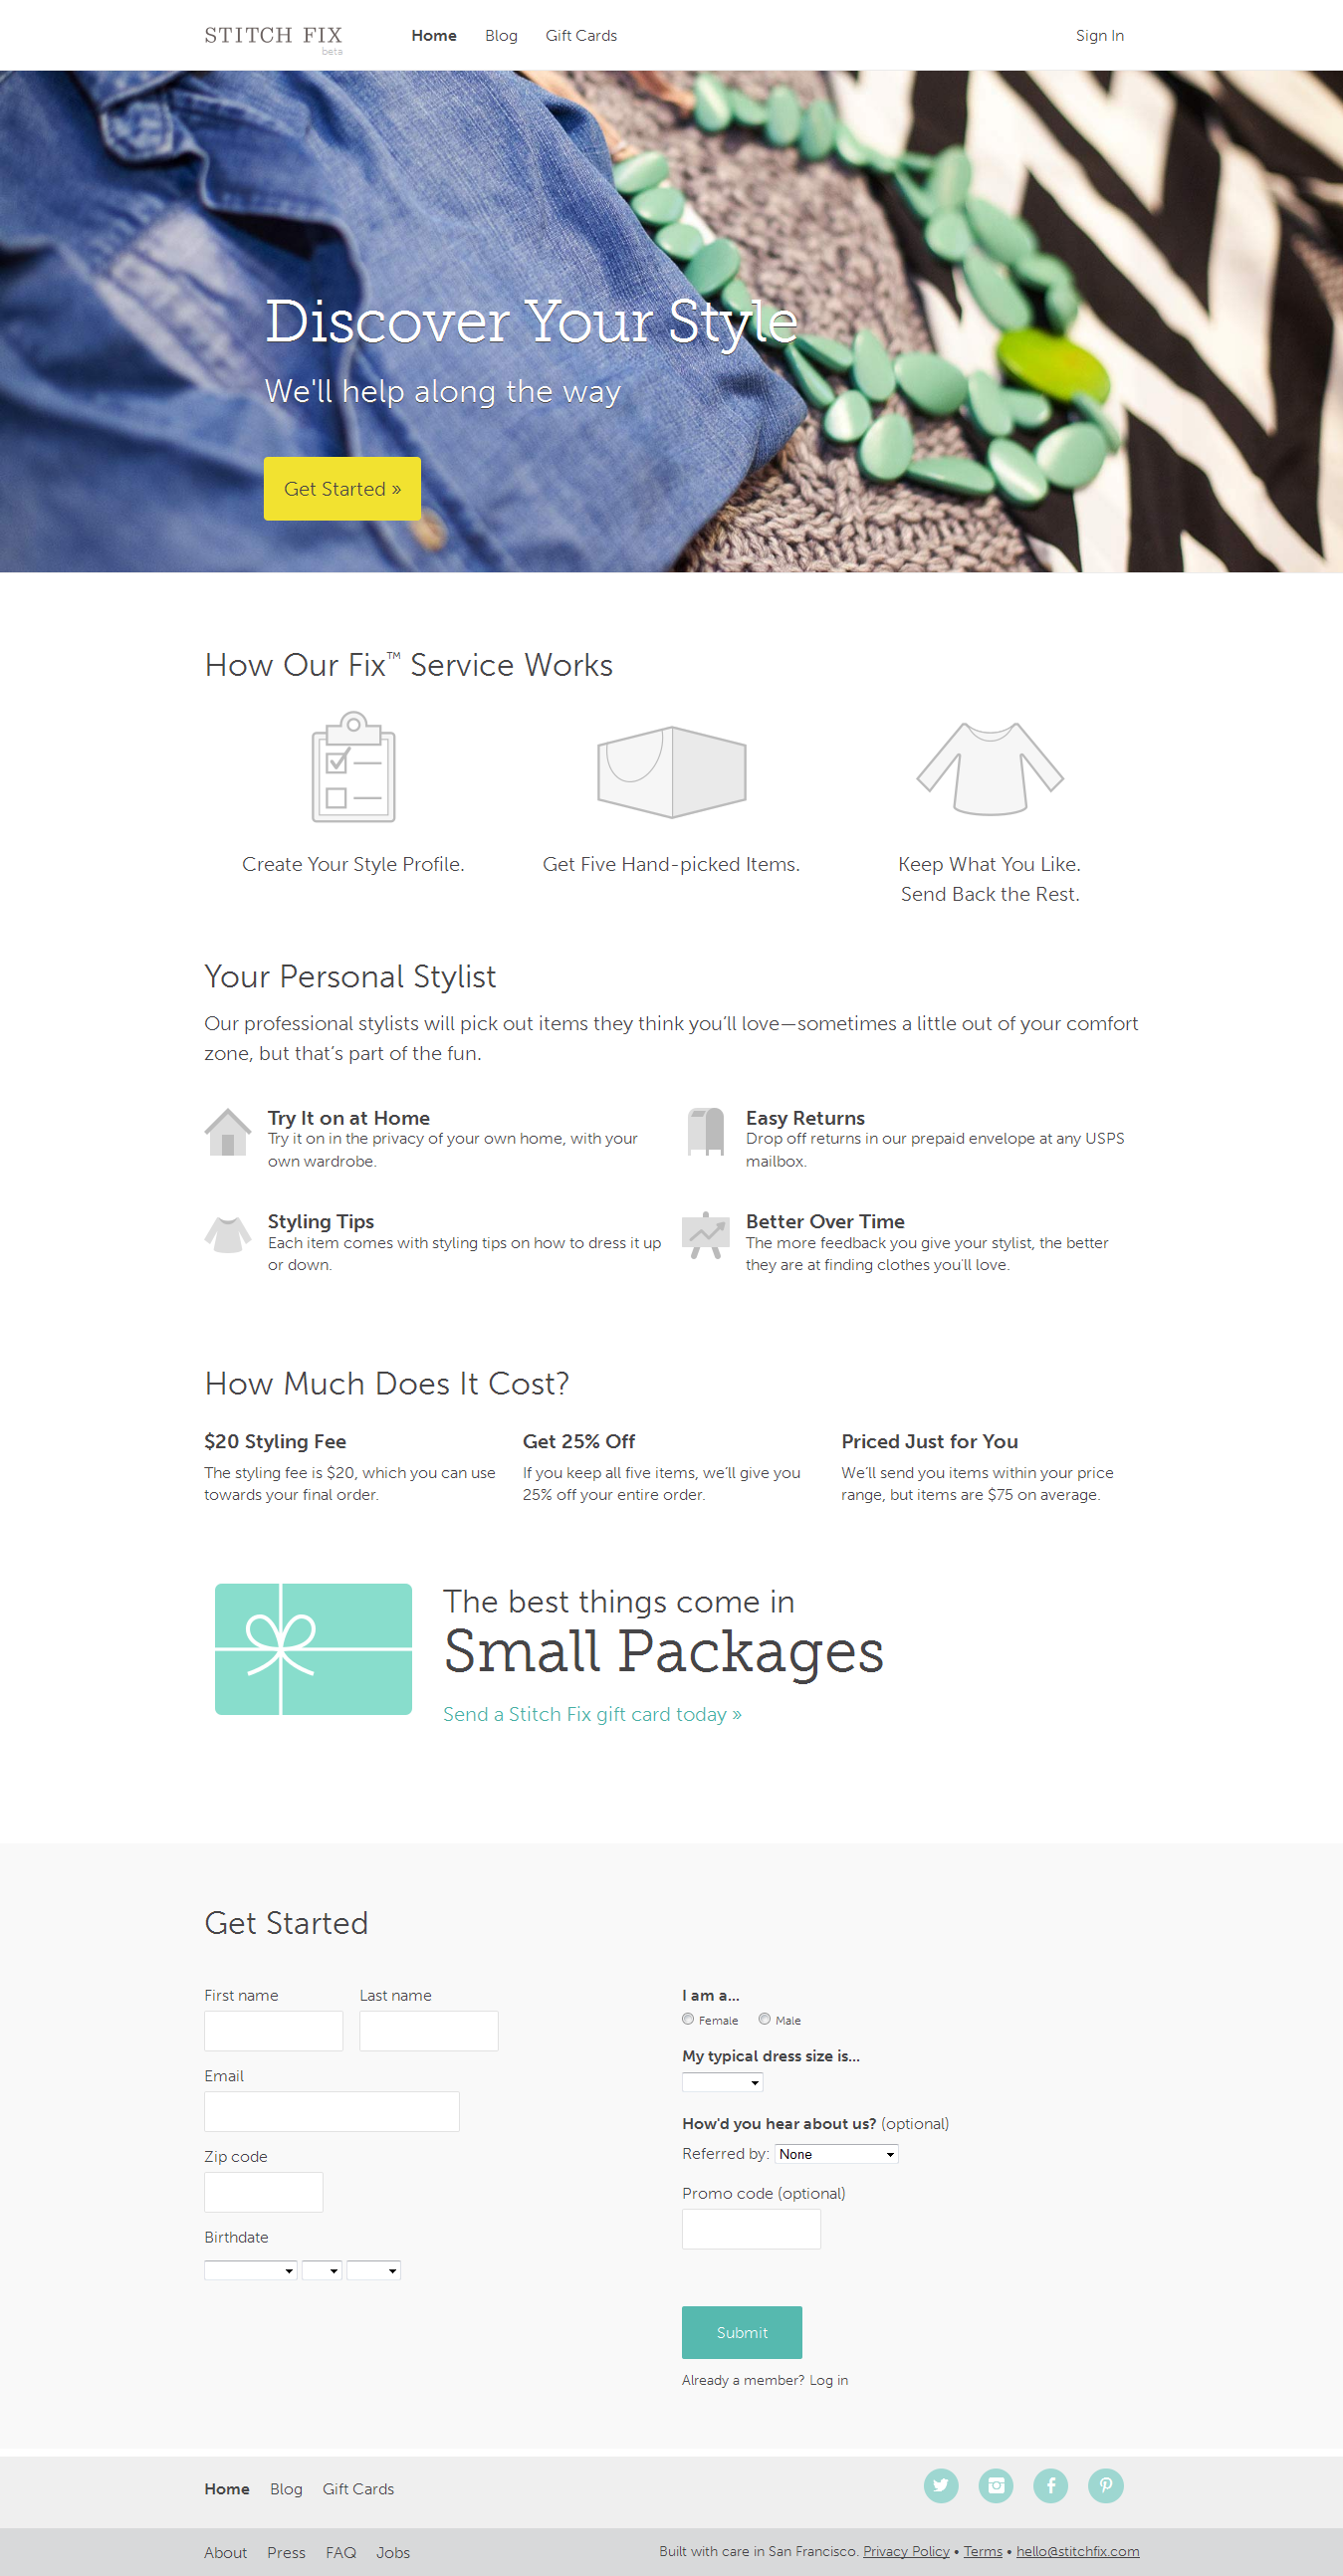 STITCH FIX
beta
Home Blog Gift Cards Sign In
Discover Your Style
We'll help along the way
Get Started »
How Our Fix™ Service Works
Create Your Style Profile.
Get Five Hand-picked Items.
Keep What You Like.
Send Back the Rest.
Your Personal Stylist
Our professional stylists will pick out items they think you’ll love—sometimes a little out of your comfort
zone, but that’s part of the fun.
Try It on at Home
Try it on in the privacy of your own home, with your
own wardrobe.
Easy Returns
Drop off returns in our prepaid envelope at any USPS
mailbox.
Styling Tips
Each item comes with styling tips on how to dress it up
or down.
Better Over Time
The more feedback you give your stylist, the better
they are at finding clothes you'll love.
How Much Does It Cost?
$20 Styling Fee
The styling fee is $20, which you can use
towards your final order.
Get 25% Off
If you keep all five items, we’ll give you
25% off your entire order.
Priced Just for You
We’ll send you items within your price
range, but items are $75 on average.
The best things come in
Small Packages
Send a Stitch Fix gift card today »
Get Started
First name Last name
Email
Zip code
Birthdate
I am a...
Female Male
My typical dress size is...
How'd you hear about us? (optional)
Referred by: None
Promo code (optional)
Submit
Already a member? Log in
Home Blog Gift Cards
About Press FAQ Jobs
Built with care in San Francisco. Privacy Policy • Terms • hello@stitchfix.com